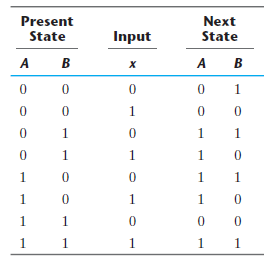 Present Next
State Input State
A B x A B
0 0 0 0 1
0 0 1 0 0
0 1 0 1 1
0 1 1 1 0
1 0 0 1 1
1 0 1 1 0
1 1 0 0 0
1 1 1 1 1